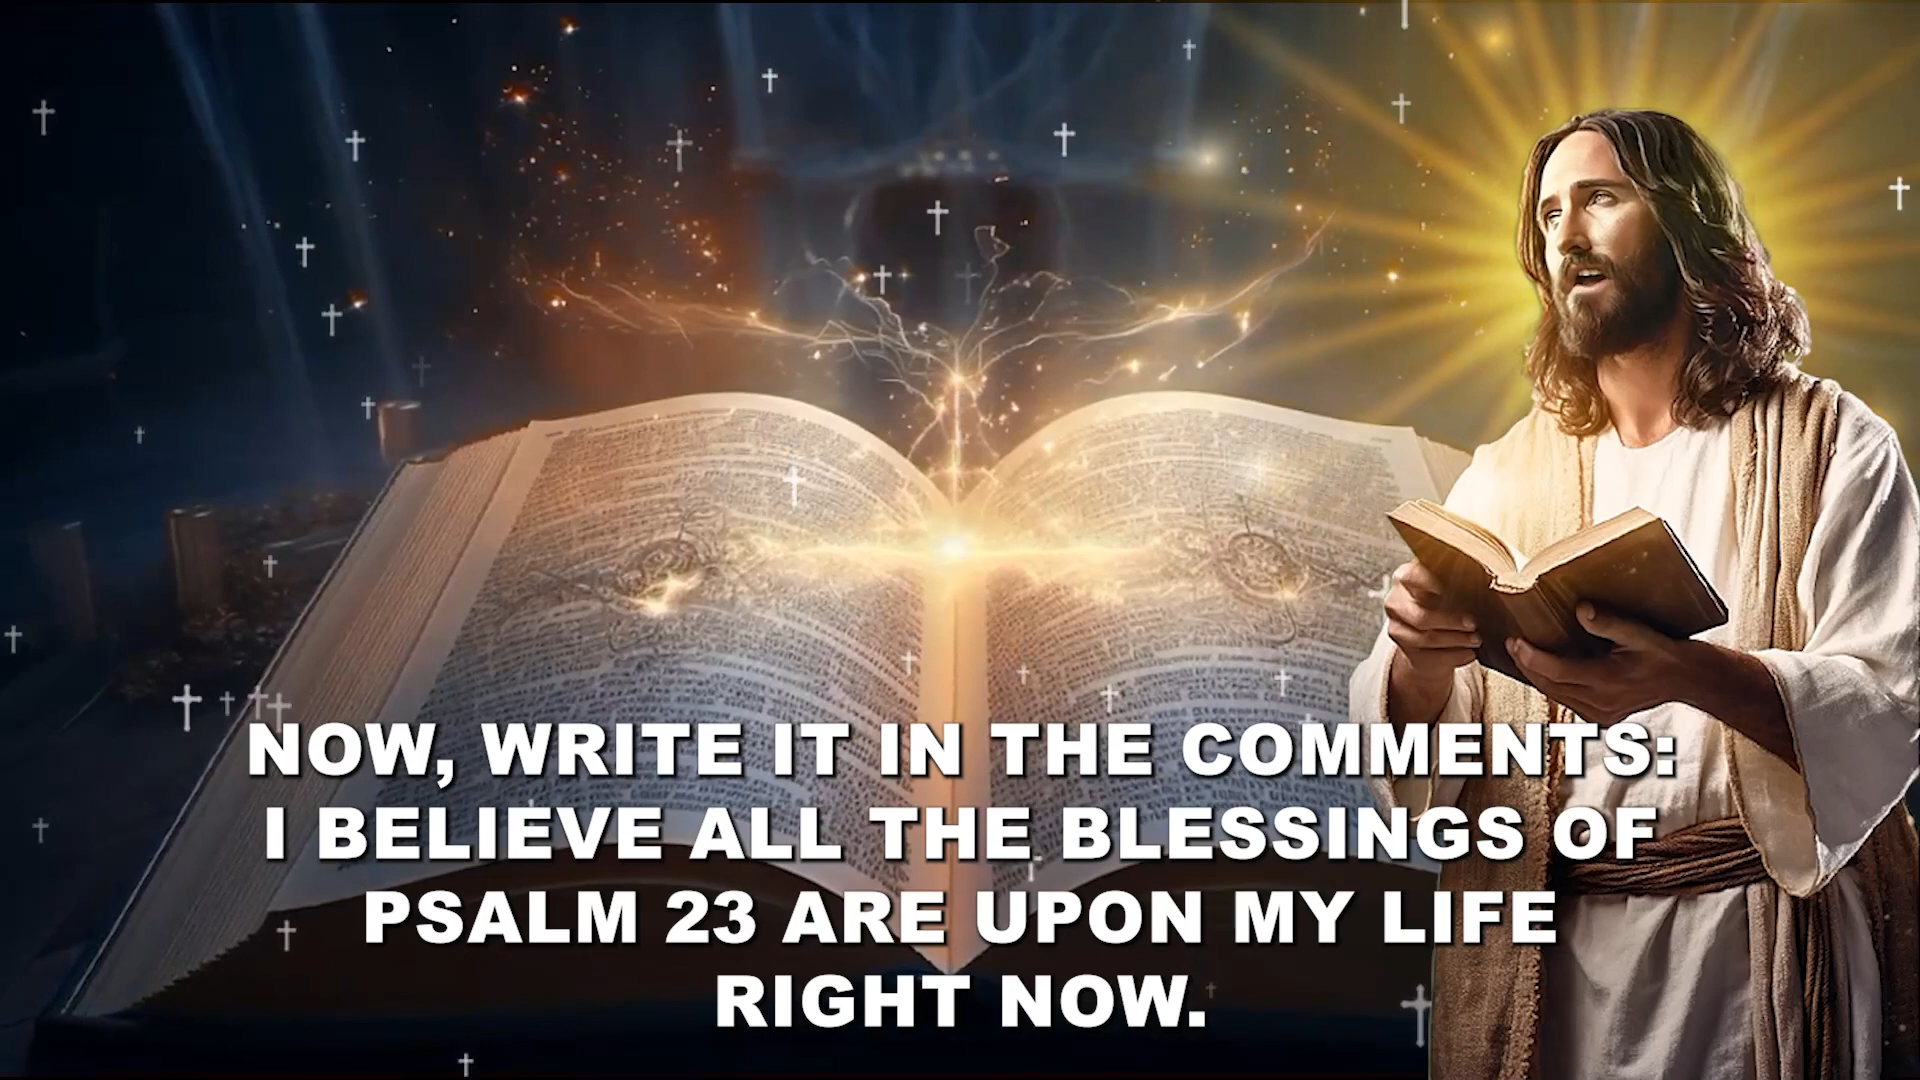 NOW, WRITE IT IN THE COMMENTS:
I BELIEVE ALL THE BLESSINGS OF
PSALM 23 ARE UPON MY LIFE
RIGHT NOW.